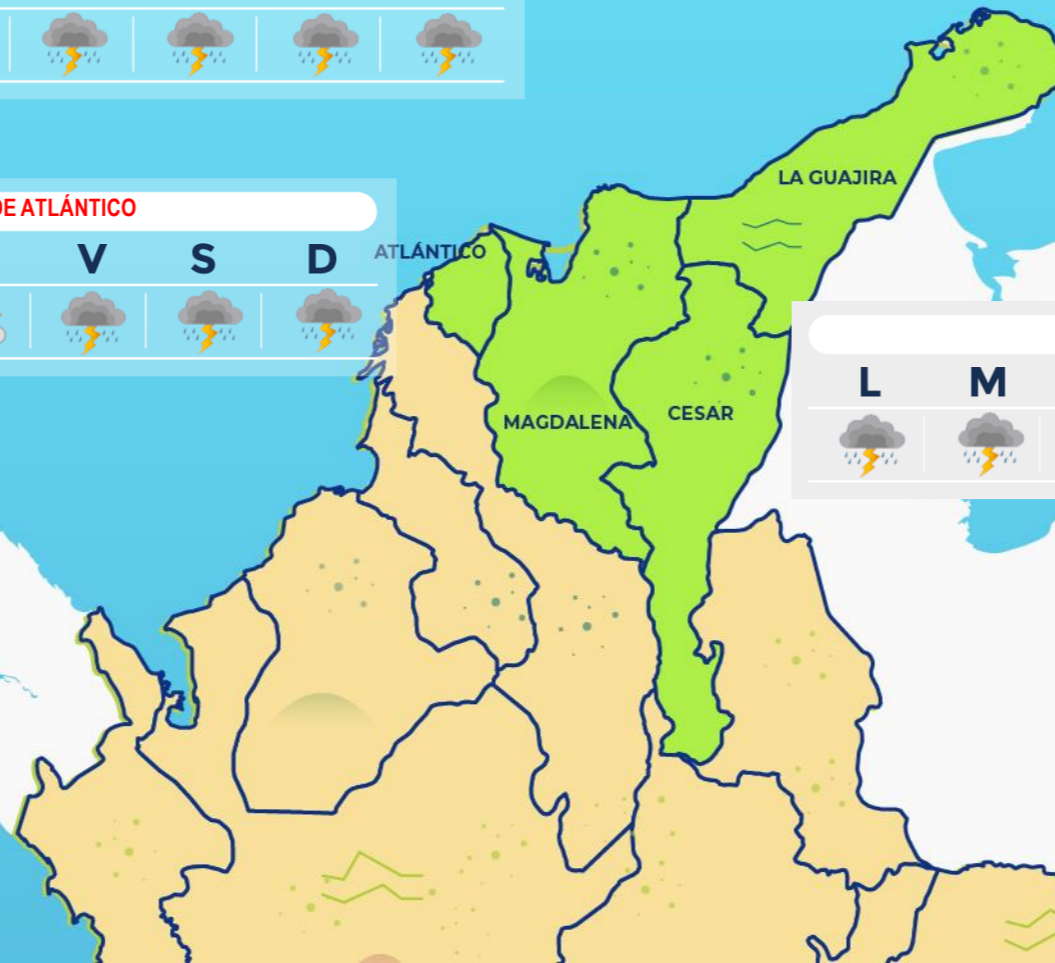 LA GUAJIRA
DE ATLÁNTICO
V S D
ATLÁNTICO
L M
MAGDALENA
CESAR